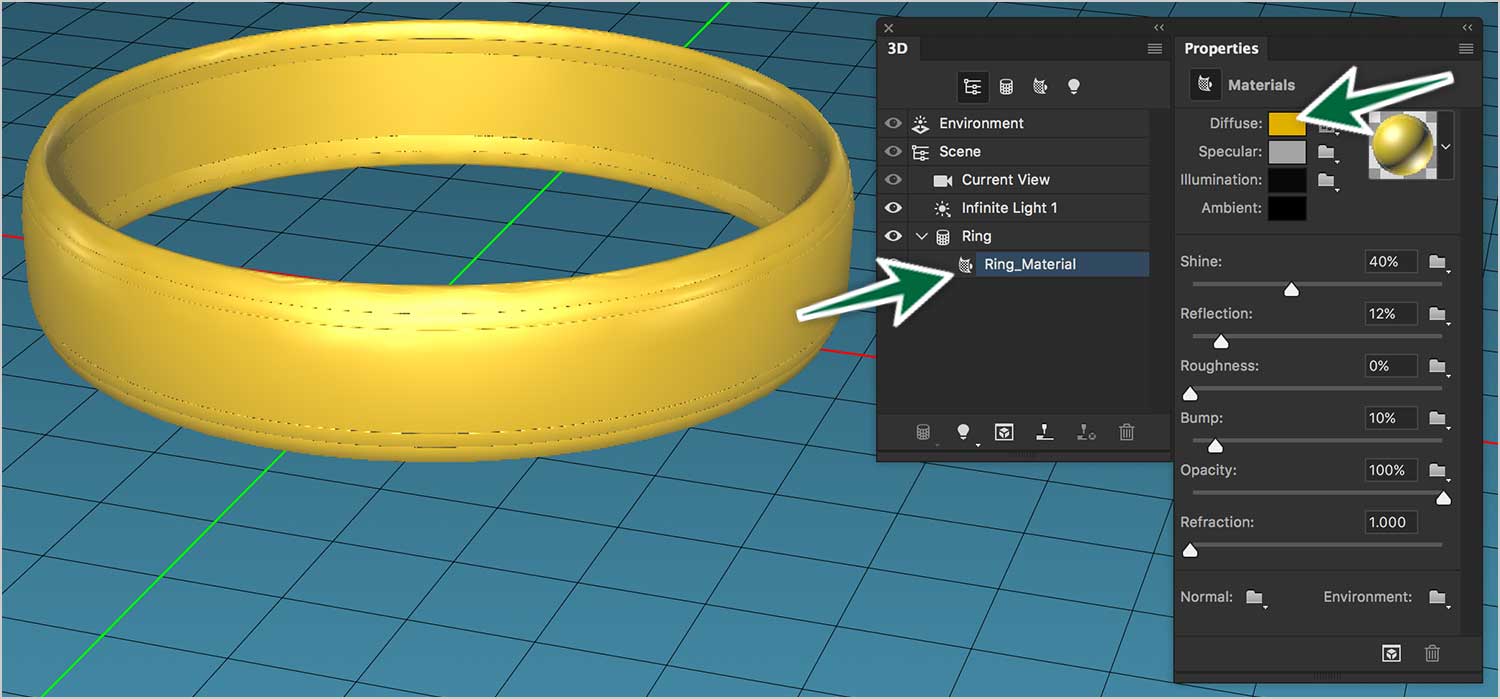 3D
Environment
Scene
Current View
Infinite Light 1
Ring
Ring_Material
Properties
Materials
Diffuse:
Specular:
Illumination:
Ambient:
Shine: 40%
Reflection: 12%
Roughness: 0%
Bump: 10%
Opacity: 100%
Refraction: 1.000
Normal: Environment: